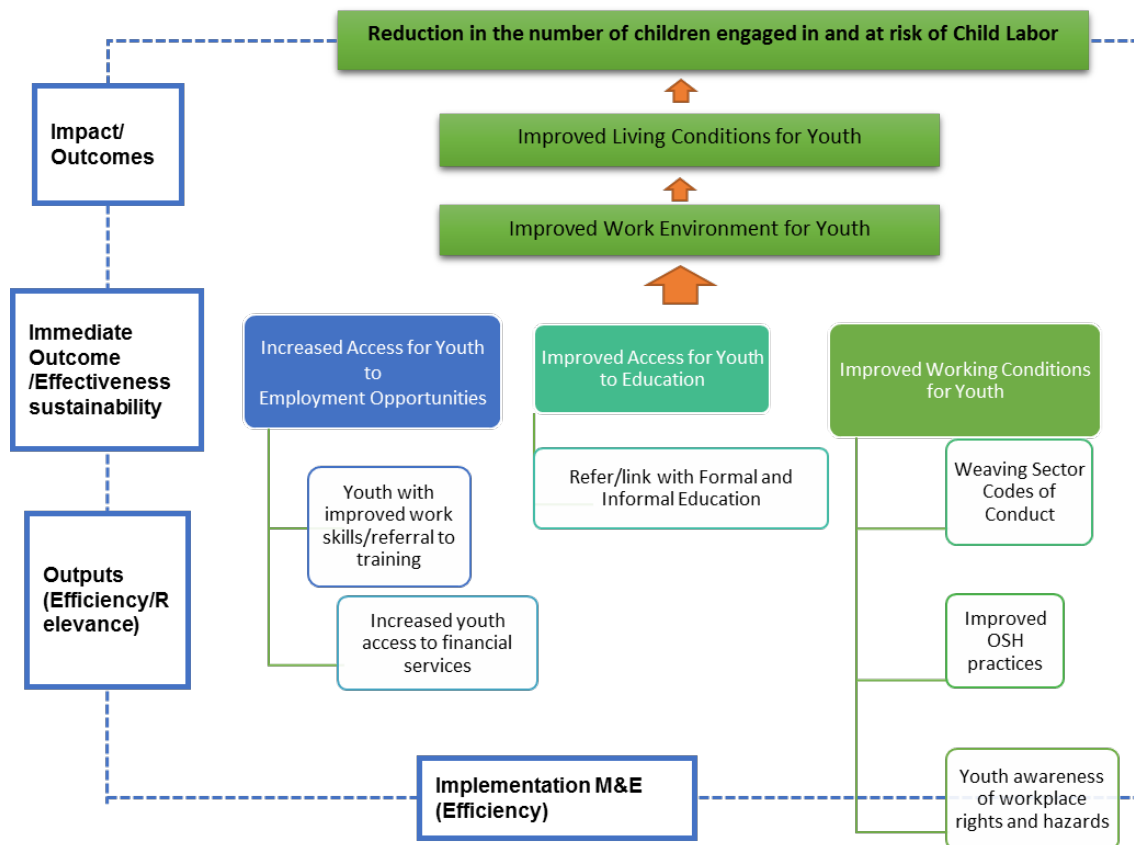 Reduction in the number of children engaged in and at risk of Child Labor
Impact/
Outcomes
Improved Living Conditions for Youth
Improved Work Environment for Youth
Immediate
Outcome
/Effectiveness
sustainability
Increased Access for Youth
to
Employment Opportunities
Improved Access for Youth
to Education
Improved Working Conditions
for Youth
Outputs
(Efficiency/R
elevance)
Youth with
improved work
skills/referral to
training
Increased youth
access to financial
services
Refer/link with Formal and
Informal Education
Weaving Sector
Codes of
Conduct
Improved
OSH
practices
Youth awareness
of workplace
rights and hazards
Implementation M&E
(Efficiency)